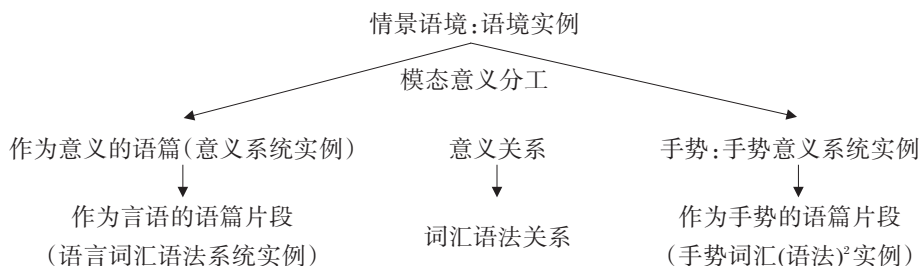 情景语境:语境实例
模态意义分工
作为意义的语篇(意义系统实例) 意义关系 手势:手势意义系统实例
作为言语的语篇片段 词汇语法关系 作为手势的语篇片段
(语言词汇语法系统实例) (手势词汇(语法)²实例)